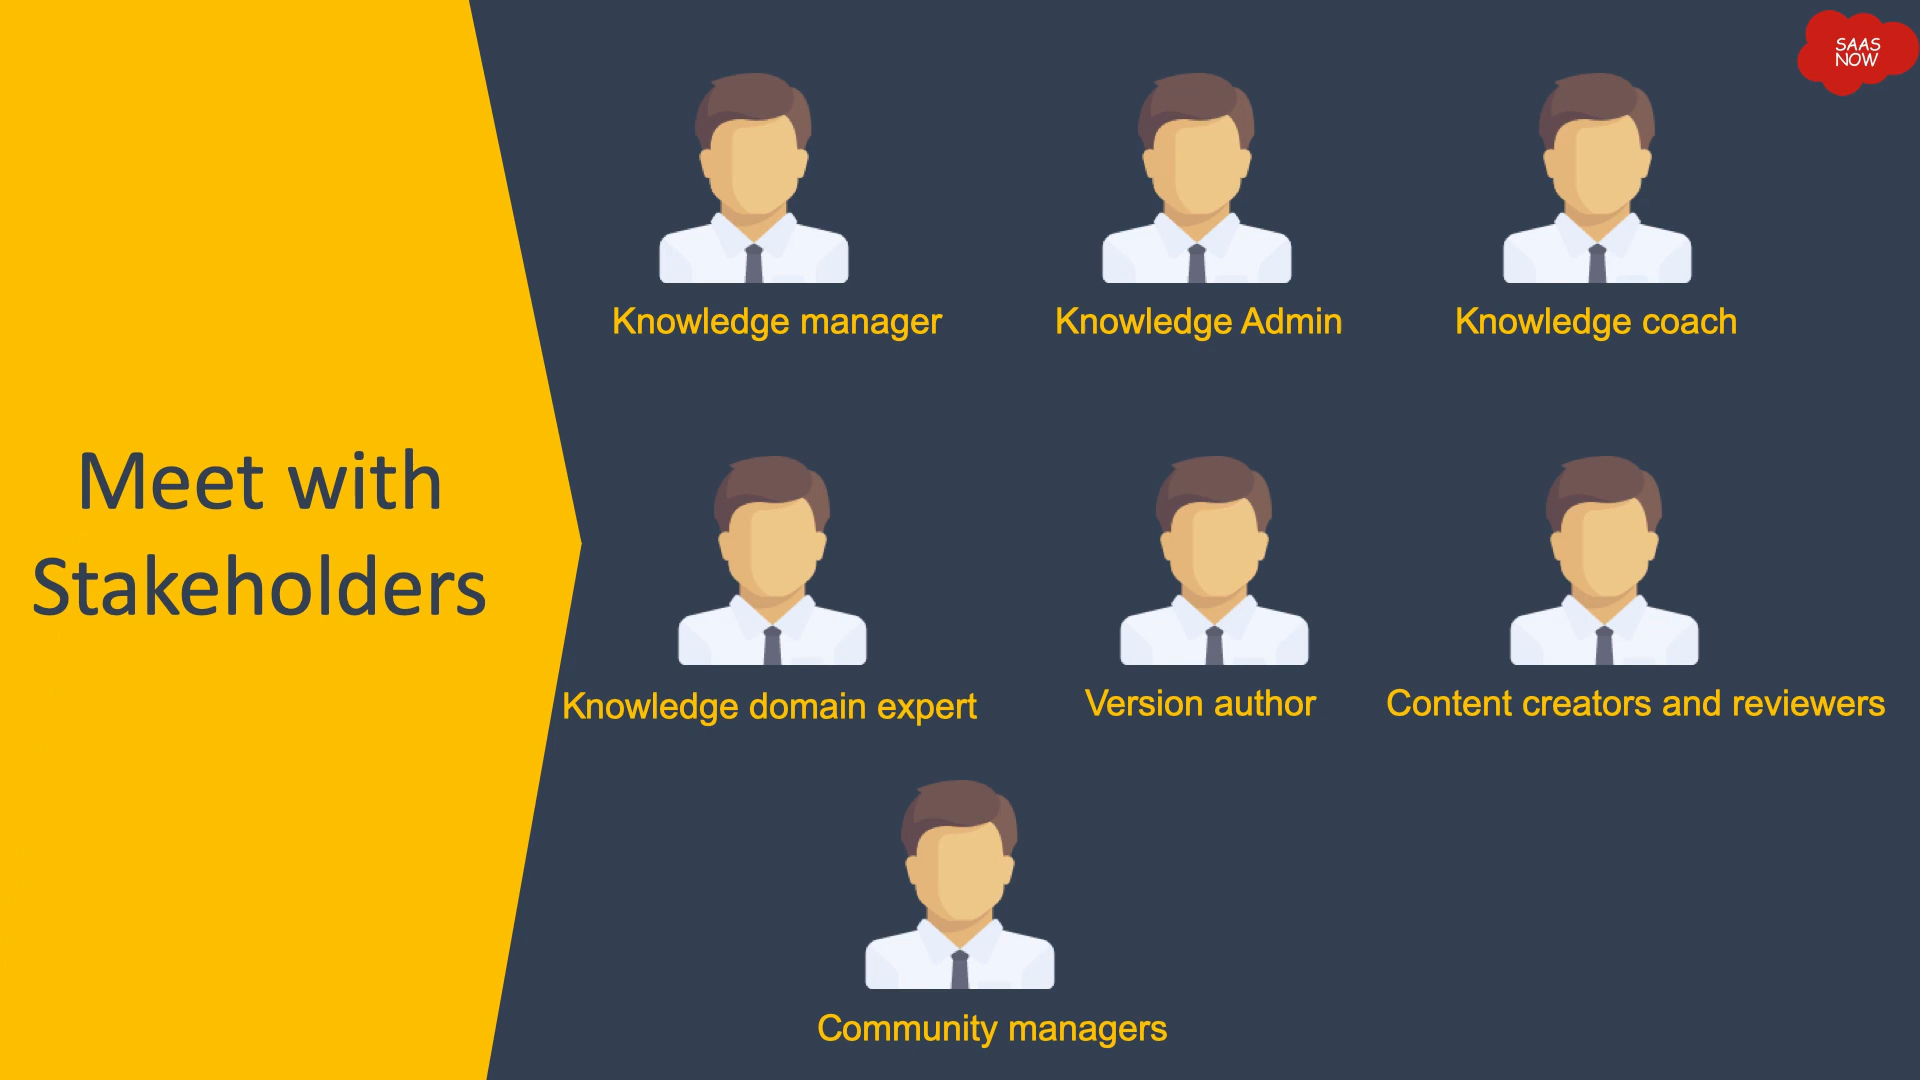 SAAS
NOW
Meet with
Stakeholders
Knowledge manager
Knowledge Admin
Knowledge coach
Knowledge domain expert
Version author
Content creators and reviewers
Community managers